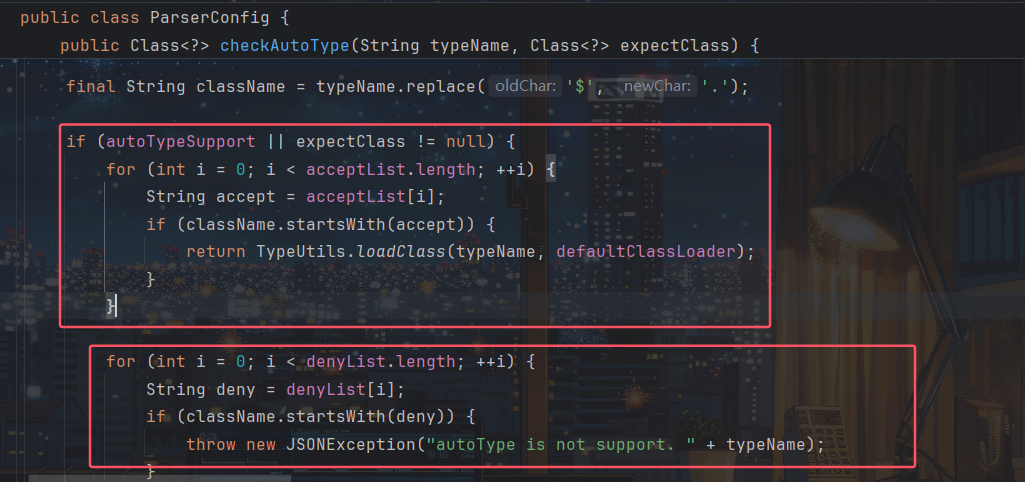 public class ParserConfig {
public Class<?> checkAutoType(String typeName, Class<?> expectClass) {
final String className = typeName.replace( oldChar: '$', newChar: '.');
if (autoTypeSupport || expectClass != null) {
for (int i = 0; i < acceptList.length; ++i) {
String accept = acceptList[i];
if (className.startsWith(accept)) {
return TypeUtils.loadClass(typeName, defaultClassLoader);
}
}
for (int i = 0; i < denyList.length; ++i) {
String deny = denyList[i];
if (className.startsWith(deny)) {
throw new JSONException("autoType is not support. " + typeName);
}